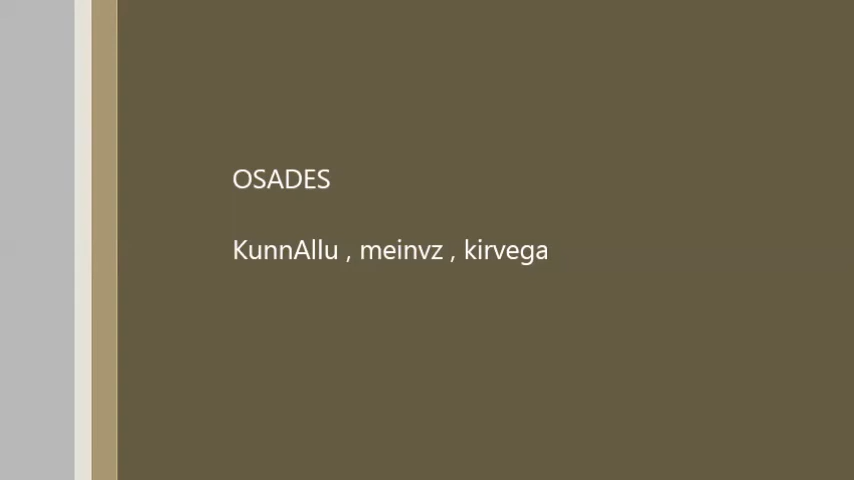 OSADES
KunnAllu , meinvz , kirvega